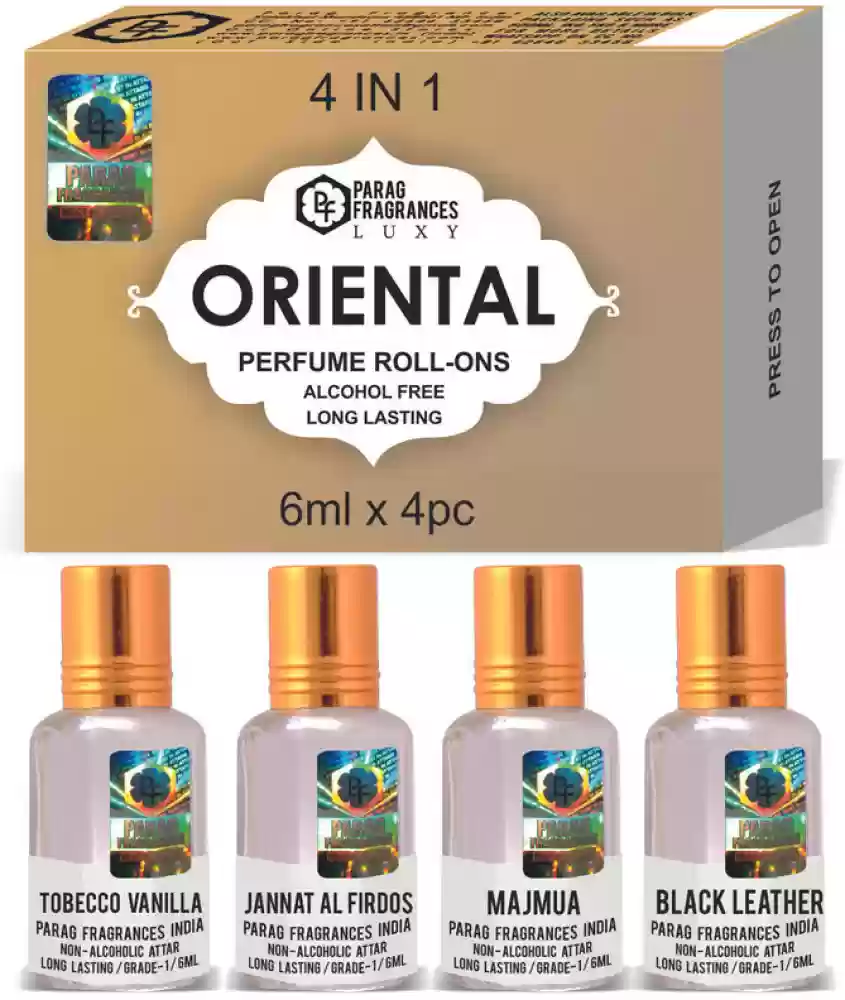 4 IN 1
PARAG
FRAGRANCES
LUXY
ORIENTAL
PERFUME ROLL-ONS
ALCOHOL FREE
LONG LASTING
6ml x 4pc
PRESS TO OPEN
PARAG
FRAGRANCES
TOBECCO VANILLA
PARAG FRAGRANCES INDIA
NON-ALCOHOLIC ATTAR
LONG LASTING/GRADE-1/6ML
JANNAT AL FIRDOS
PARAG FRAGRANCES INDIA
NON-ALCOHOLIC ATTAR
LONG LASTING/GRADE-1/6ML
MAJMUA
PARAG FRAGRANCES INDIA
NON-ALCOHOLIC ATTAR
LONG LASTING/GRADE-1/6ML
BLACK LEATHER
PARAG FRAGRANCES INDIA
NON-ALCOHOLIC ATTAR
LONG LASTING/GRADE-1/6ML